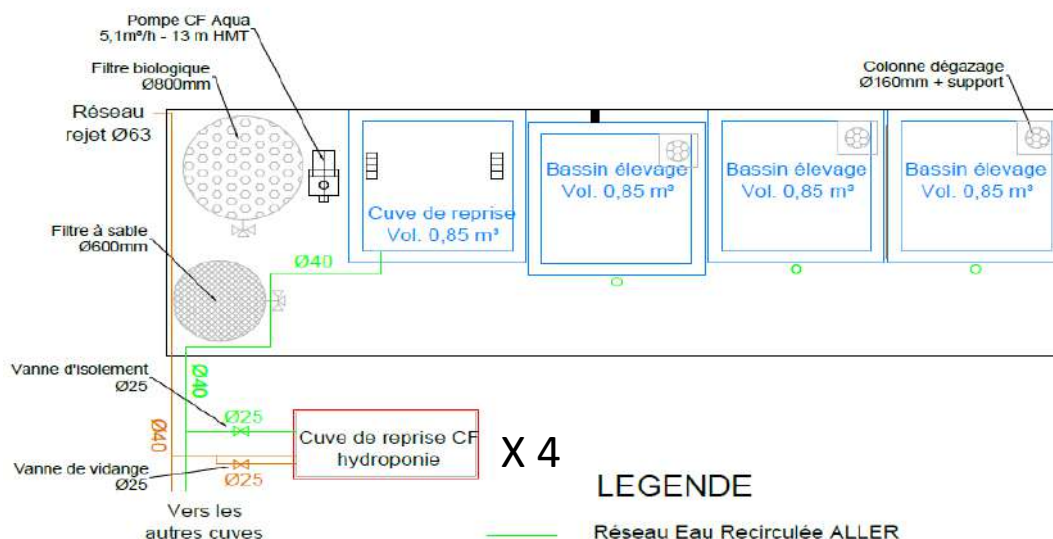 Pompe CF Aqua
5,1m³/h - 13 m HMT
Filtre biologique
Ø800mm
Réseau
rejet Ø63
Colonne dégazage
Ø160mm + support
Cuve de reprise
Vol. 0,85 m³
Bassin élevage
Vol. 0,85 m³
Bassin élevage
Vol. 0,85 m³
Bassin élevage
Vol. 0,85 m³
Filtre à sable
Ø600mm
Ø40
Vanne d'isolement
Ø25
Ø40
Ø40
Ø25
Cuve de reprise CF
hydroponie
X 4
Vanne de vidange
Ø25
Ø25
Vers les
autres cuves
LEGENDE
Réseau Eau Recirculée ALLER